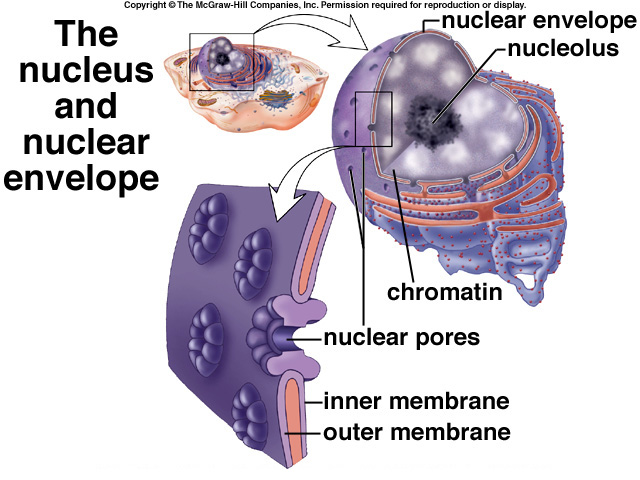 Copyright © The McGraw-Hill Companies, Inc. Permission required for reproduction or display.
The
nucleus
and
nuclear
envelope
nuclear envelope
nucleolus
chromatin
nuclear pores
inner membrane
outer membrane